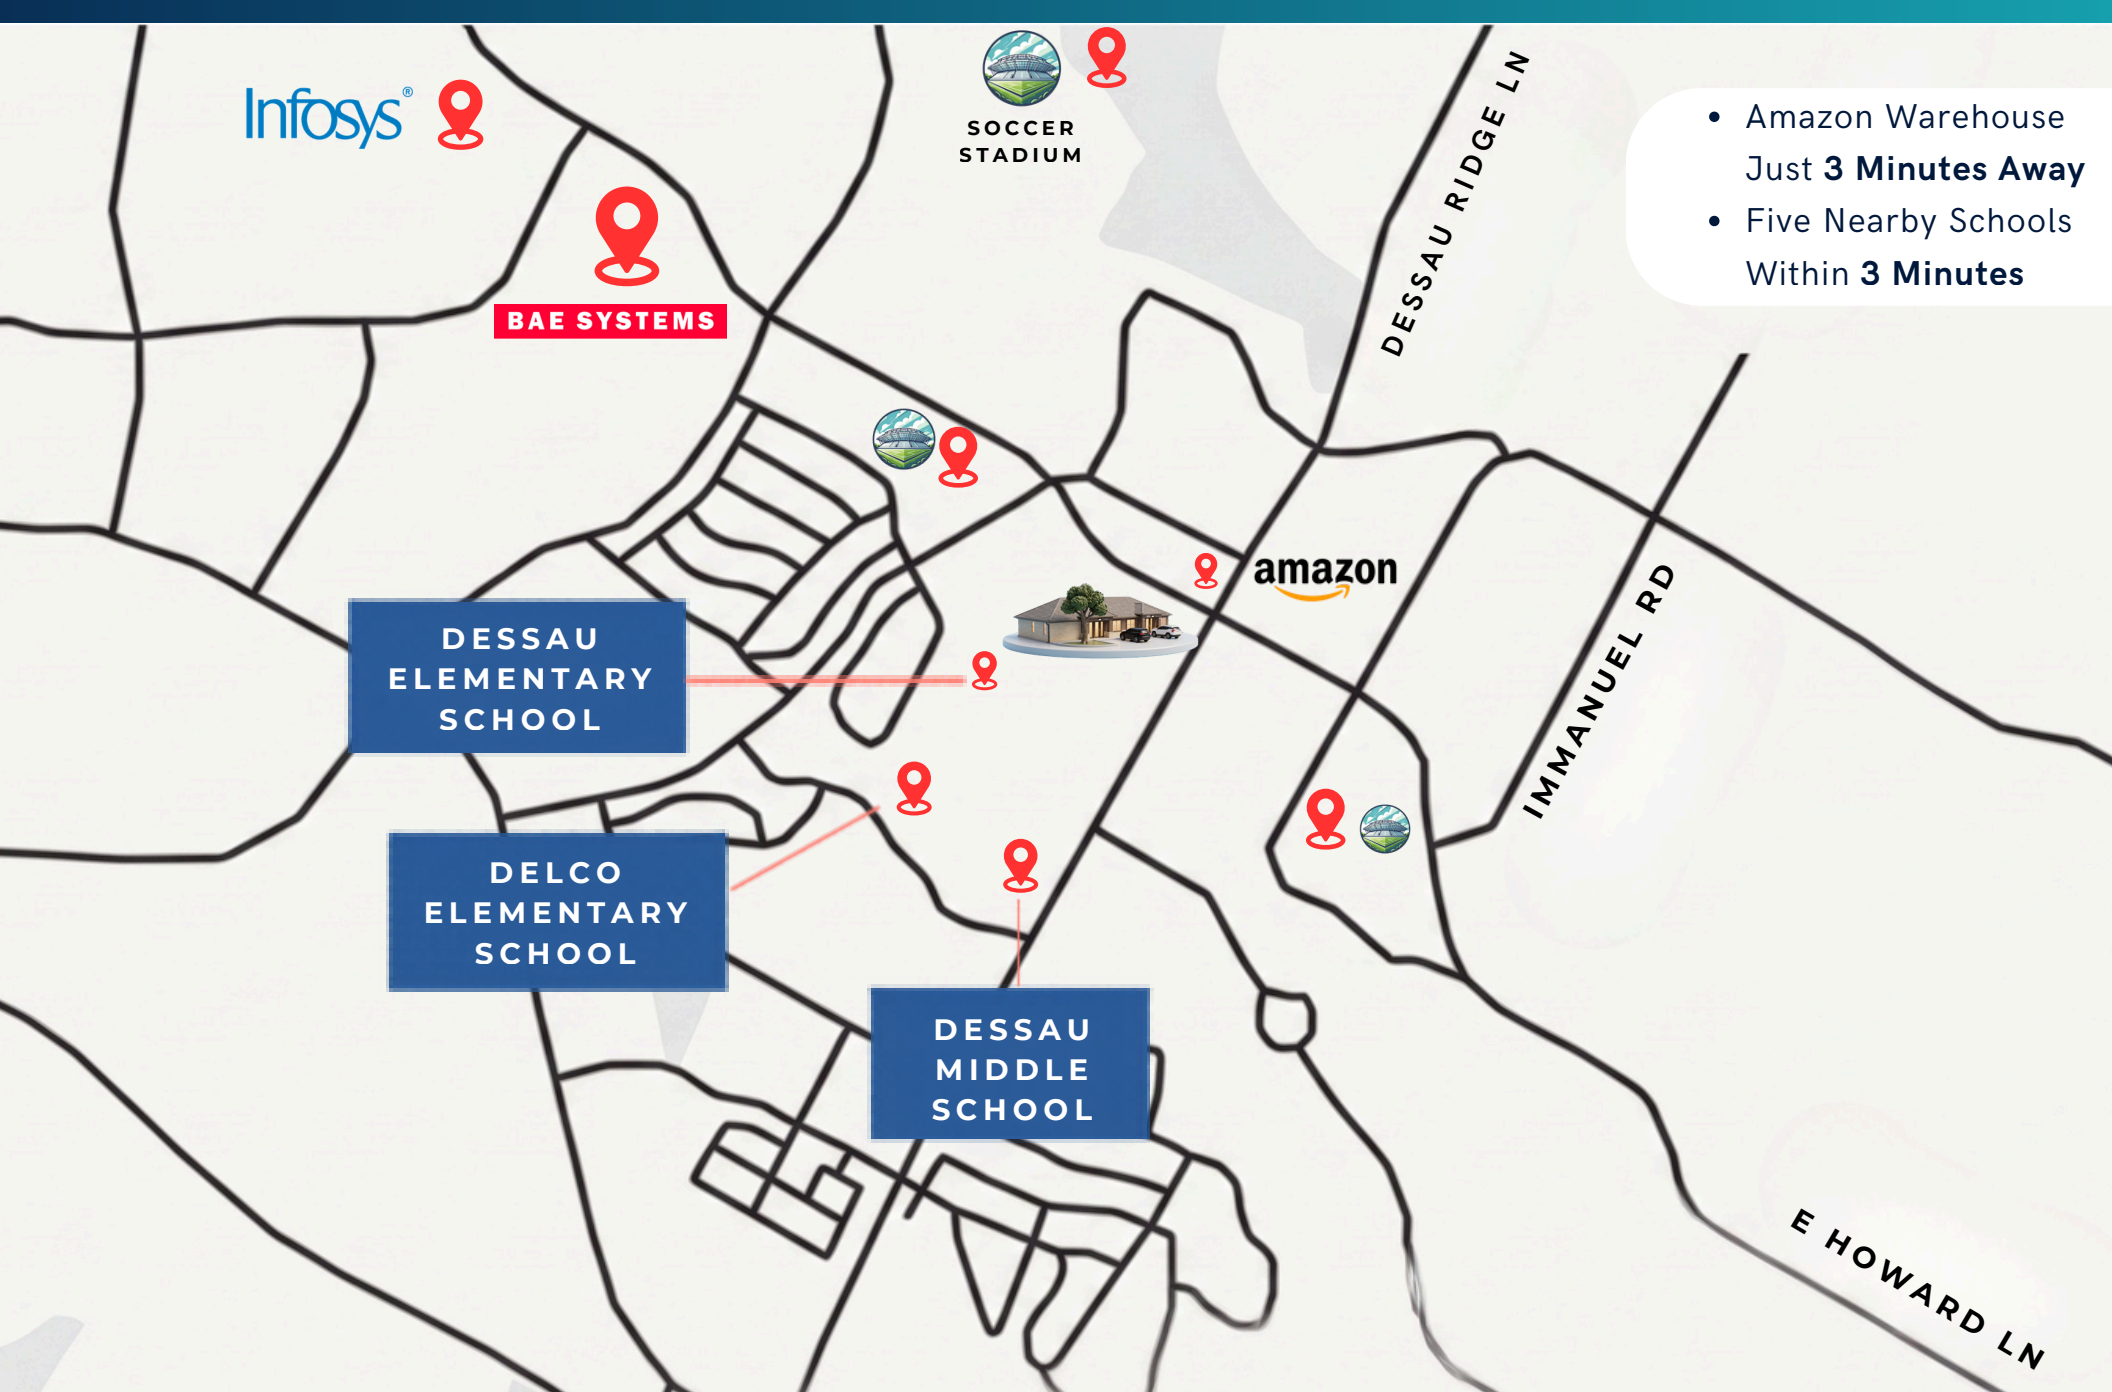 Infosys®
SOCCER
STADIUM
DESSAU RIDGE LN
• Amazon Warehouse
Just 3 Minutes Away
• Five Nearby Schools
Within 3 Minutes
BAE SYSTEMS
amazon
IMMANUEL RD
DESSAU
ELEMENTARY
SCHOOL
DELCO
ELEMENTARY
SCHOOL
DESSAU
MIDDLE
SCHOOL
E HOWARD LN